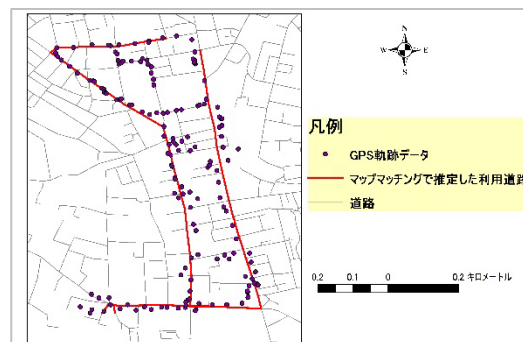 N
W E
S
凡例
GPS軌跡データ
マップマッチングで推定した利用道路
道路
0.2 0.1 0 0.2 キロメートル